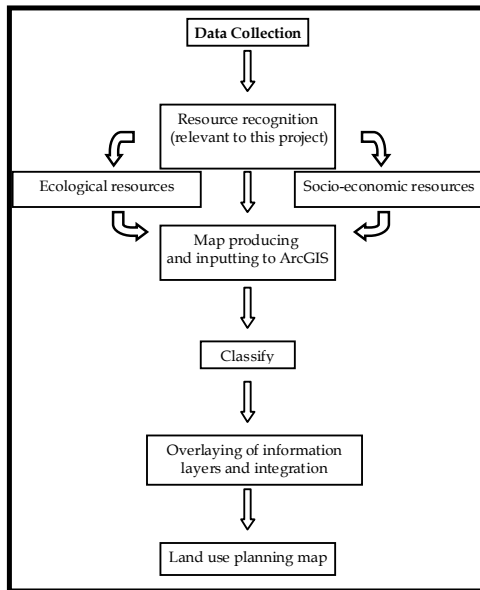 Data Collection
Resource recognition
(relevant to this project)
Ecological resources
Socio-economic resources
Map producing
and inputting to ArcGIS
Classify
Overlaying of information
layers and integration
Land use planning map